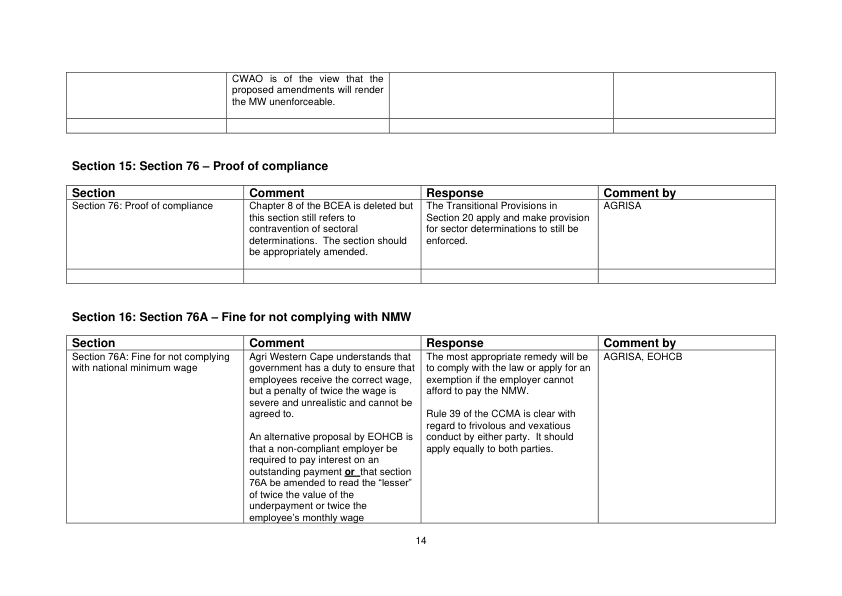 CWAO is of the view that the
proposed amendments will render
the MW unenforceable.
Section 15: Section 76 – Proof of compliance
Section
Comment
Response
Comment by
Section 76: Proof of compliance
Chapter 8 of the BCEA is deleted but
this section still refers to
contravention of sectoral
determinations.  The section should
be appropriately amended.
The Transitional Provisions in
Section 20 apply and make provision
for sector determinations to still be
enforced.
AGRISA
Section 16: Section 76A – Fine for not complying with NMW
Section
Comment
Response
Comment by
Section 76A: Fine for not complying
with national minimum wage
Agri Western Cape understands that
government has a duty to ensure that
employees receive the correct wage,
but a penalty of twice the wage is
severe and unrealistic and cannot be
agreed to.
An alternative proposal by EOHCB is
that a non-compliant employer be
required to pay interest on an
outstanding payment or that section
76A be amended to read the “lesser”
of twice the value of the
underpayment or twice the
employee’s monthly wage
The most appropriate remedy will be
to comply with the law or apply for an
exemption if the employer cannot
afford to pay the NMW.
Rule 39 of the CCMA is clear with
regard to frivolous and vexatious
conduct by either party.  It should
apply equally to both parties.
AGRISA, EOHCB
14